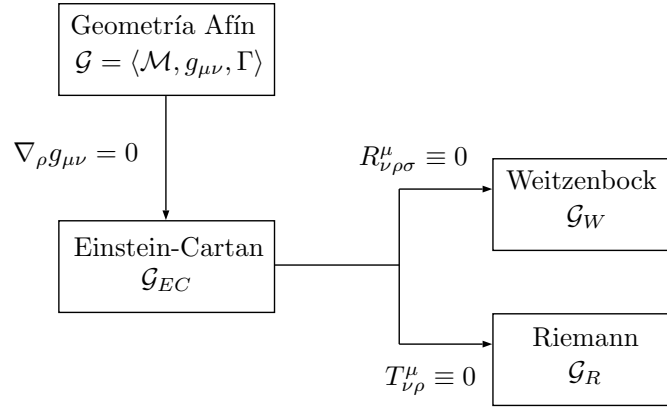 Geometría Afín
𝒢 = ⟨ℳ, g_{μν}, Γ⟩
∇_ρ g_{μν} = 0
R^μ_{νρσ} ≡ 0
Weitzenbock
𝒢_W
Einstein-Cartan
𝒢_{EC}
Riemann
𝒢_R
T^μ_{νρ} ≡ 0